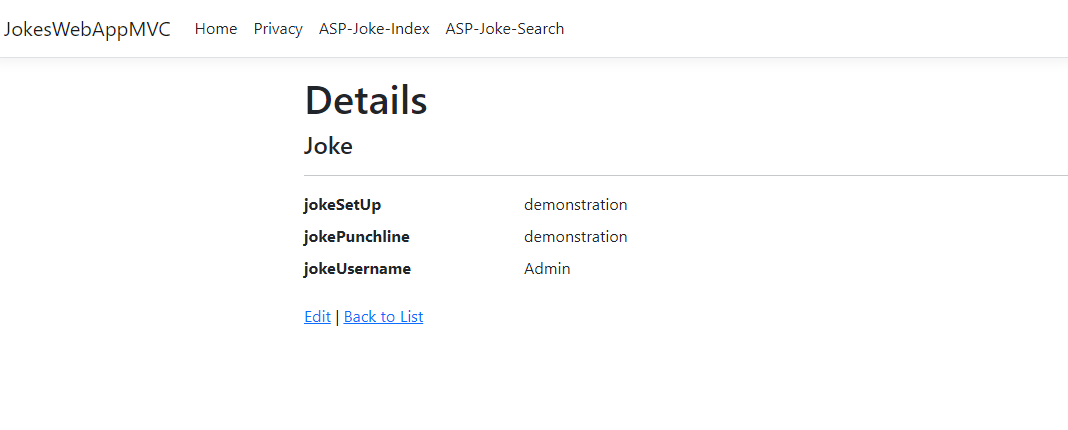 JokesWebAppMVC Home Privacy ASP-Joke-Index ASP-Joke-Search
Details
Joke
jokeSetUp demonstration
jokePunchline demonstration
jokeUsername Admin
Edit | Back to List